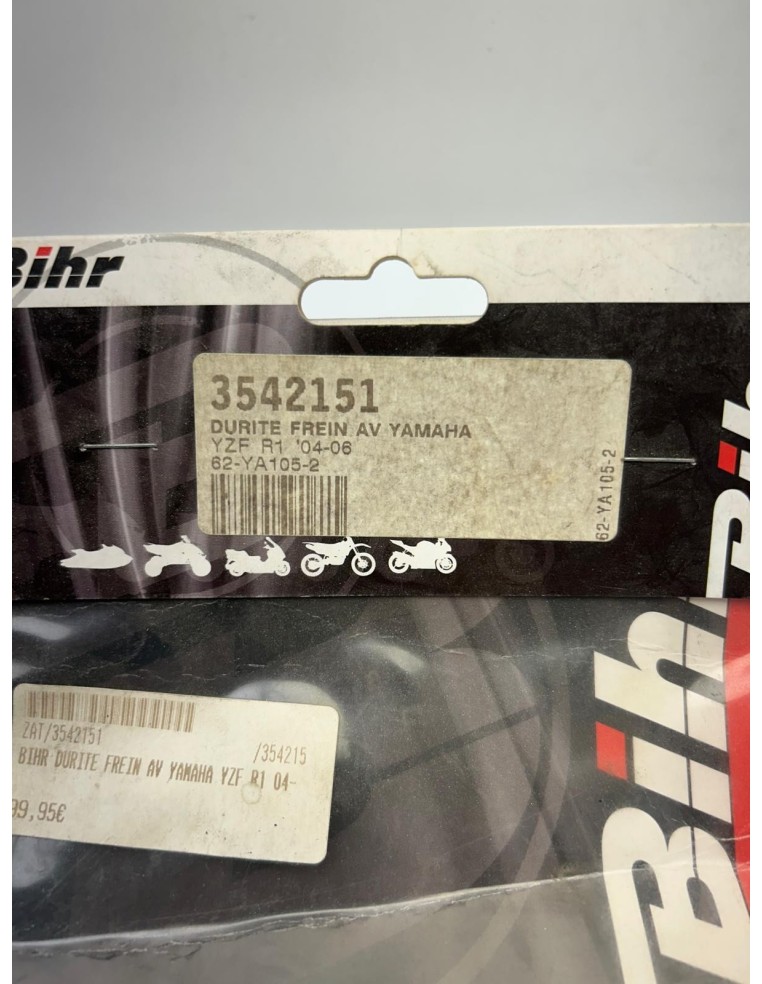 Bihr
3542151
DURITE FREIN AV YAMAHA
YZF R1 '04-06
62-YA105-2
62-YA105-2
Bihr
ZAT/3542151
/354215
BIHR DURITE FREIN AV YAMAHA YZF R1 04-
99,95€